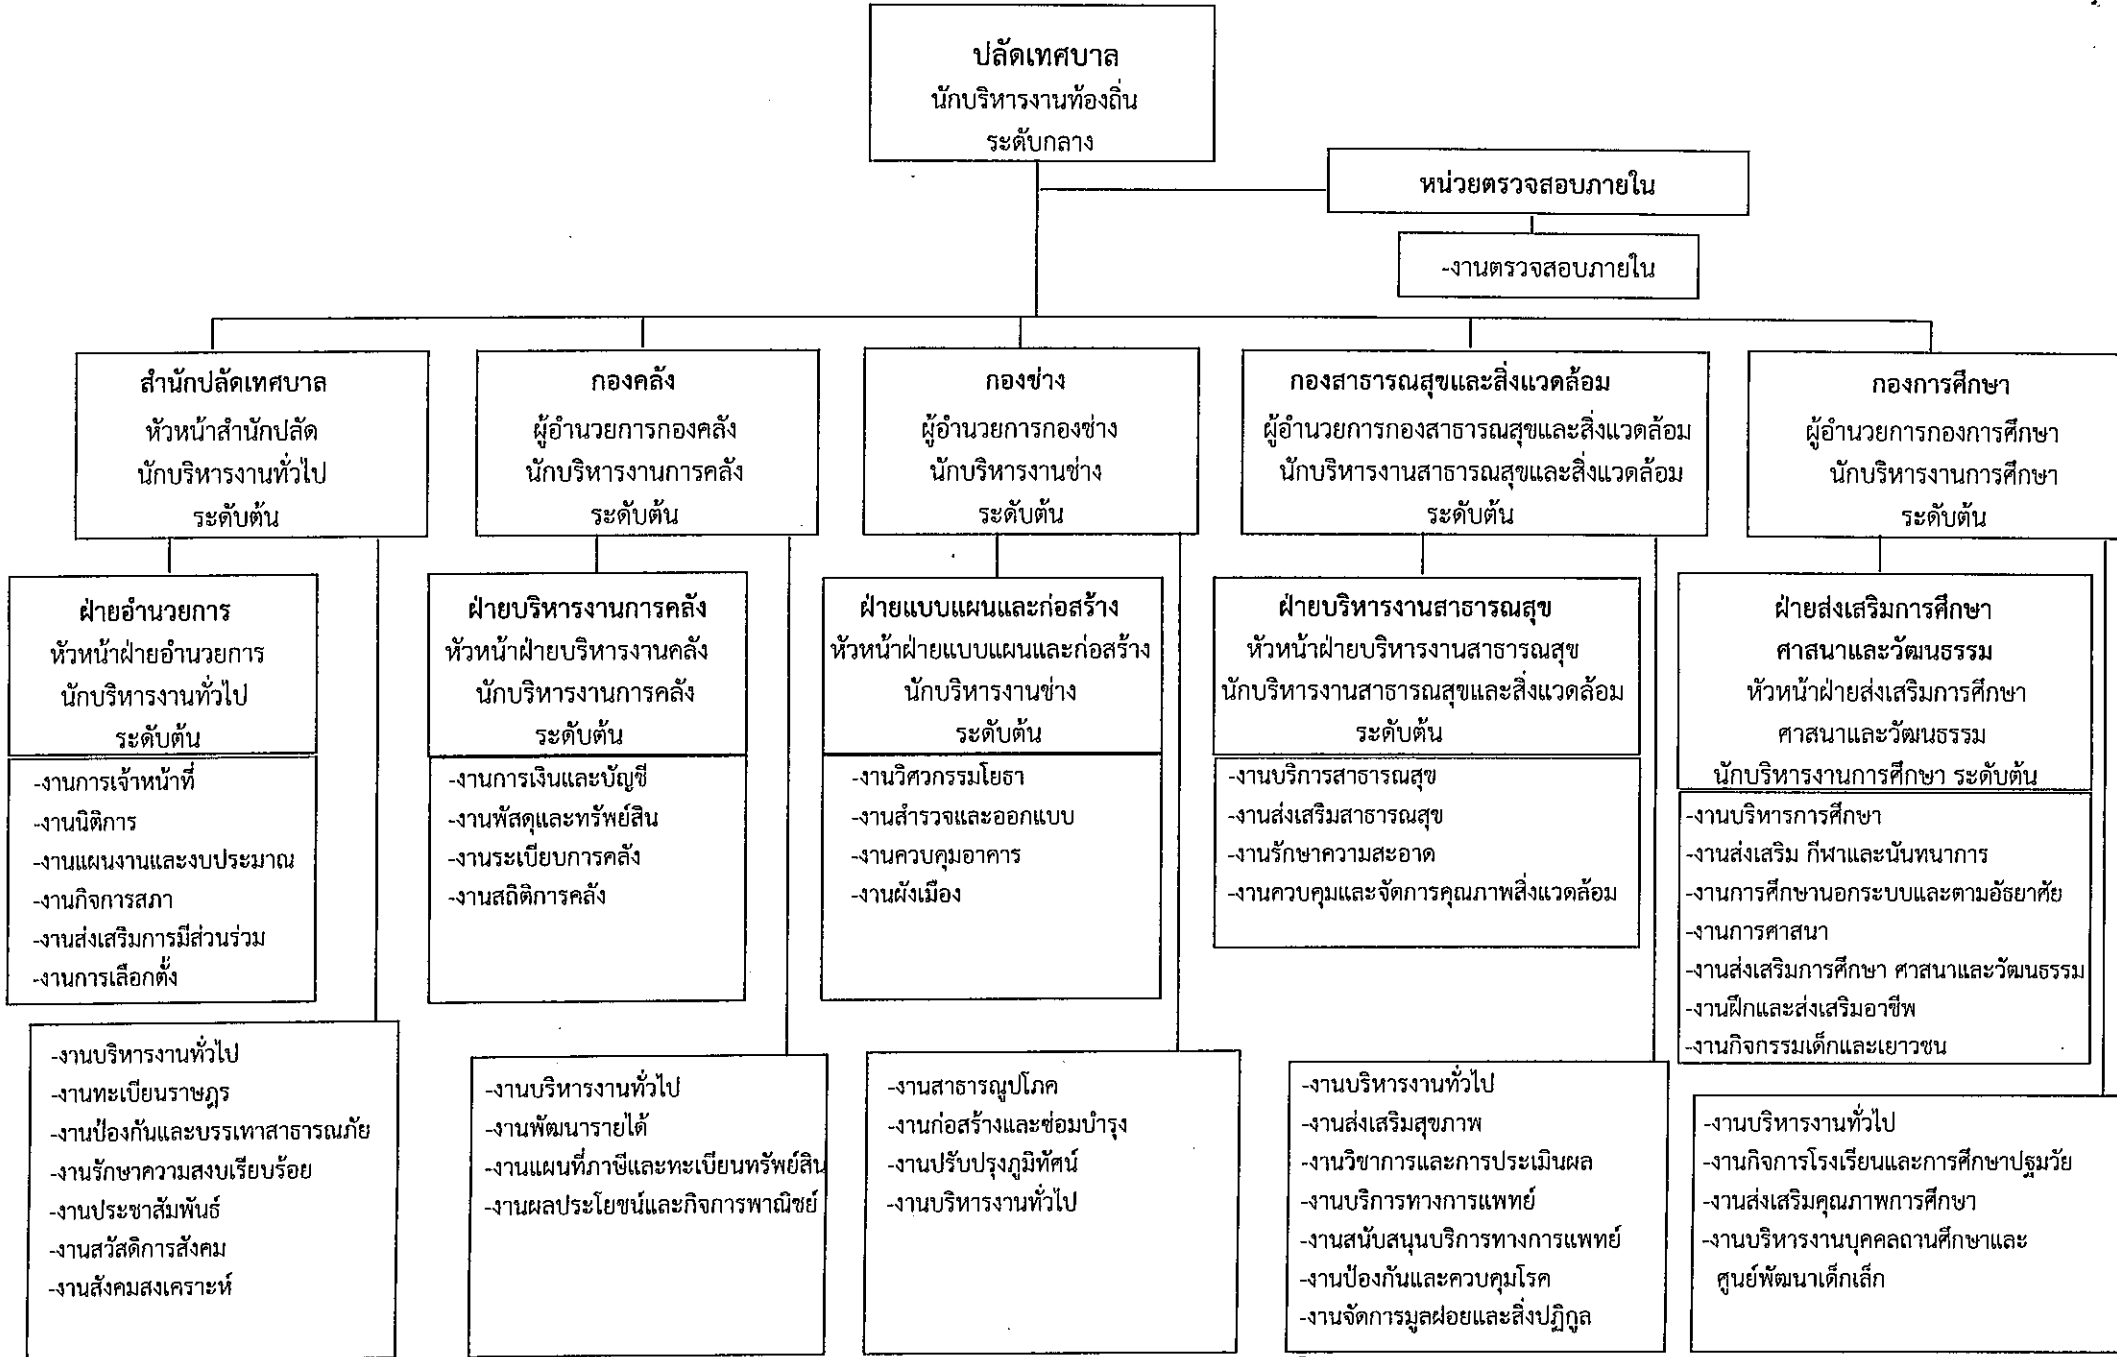 ปลัดเทศบาล
นักบริหารงานท้องถิ่น
ระดับกลาง
หน่วยตรวจสอบภายใน
-งานตรวจสอบภายใน
สำนักปลัดเทศบาล
หัวหน้าสำนักปลัด
นักบริหารงานทั่วไป
ระดับต้น
กองคลัง
ผู้อำนวยการกองคลัง
นักบริหารงานการคลัง
ระดับต้น
กองช่าง
ผู้อำนวยการกองช่าง
นักบริหารงานช่าง
ระดับต้น
กองสาธารณสุขและสิ่งแวดล้อม
ผู้อำนวยการกองสาธารณสุขและสิ่งแวดล้อม
นักบริหารงานสาธารณสุขและสิ่งแวดล้อม
ระดับต้น
กองการศึกษา
ผู้อำนวยการกองการศึกษา
นักบริหารงานการศึกษา
ระดับต้น
ฝ่ายอำนวยการ
หัวหน้าฝ่ายอำนวยการ
นักบริหารงานทั่วไป
ระดับต้น
-งานการเจ้าหน้าที่
-งานนิติการ
-งานแผนงานและงบประมาณ
-งานกิจการสภา
-งานส่งเสริมการมีส่วนร่วม
-งานการเลือกตั้ง
ฝ่ายบริหารงานการคลัง
หัวหน้าฝ่ายบริหารงานคลัง
นักบริหารงานการคลัง
ระดับต้น
-งานการเงินและบัญชี
-งานพัสดุและทรัพย์สิน
-งานระเบียบการคลัง
-งานสถิติการคลัง
ฝ่ายแบบแผนและก่อสร้าง
หัวหน้าฝ่ายแบบแผนและก่อสร้าง
นักบริหารงานช่าง
ระดับต้น
-งานวิศวกรรมโยธา
-งานสำรวจและออกแบบ
-งานควบคุมอาคาร
-งานผังเมือง
ฝ่ายบริหารงานสาธารณสุข
หัวหน้าฝ่ายบริหารงานสาธารณสุข
นักบริหารงานสาธารณสุขและสิ่งแวดล้อม
ระดับต้น
-งานบริการสาธารณสุข
-งานส่งเสริมสาธารณสุข
-งานรักษาความสะอาด
-งานควบคุมและจัดการคุณภาพสิ่งแวดล้อม
ฝ่ายส่งเสริมการศึกษา
ศาสนาและวัฒนธรรม
หัวหน้าฝ่ายส่งเสริมการศึกษา
ศาสนาและวัฒนธรรม
นักบริหารงานการศึกษา ระดับต้น
-งานบริหารการศึกษา
-งานส่งเสริม กีฬาและนันทนาการ
-งานการศึกษานอกระบบและตามอัธยาศัย
-งานการศาสนา
-งานส่งเสริมการศึกษา ศาสนาและวัฒนธรรม
-งานฝึกและส่งเสริมอาชีพ
-งานกิจกรรมเด็กและเยาวชน
-งานบริหารงานทั่วไป
-งานทะเบียนราษฎร
-งานป้องกันและบรรเทาสาธารณภัย
-งานรักษาความสงบเรียบร้อย
-งานประชาสัมพันธ์
-งานสวัสดิการสังคม
-งานสังคมสงเคราะห์
-งานบริหารงานทั่วไป
-งานพัฒนารายได้
-งานแผนที่ภาษีและทะเบียนทรัพย์สิน
-งานผลประโยชน์และกิจการพาณิชย์
-งานสาธารณูปโภค
-งานก่อสร้างและซ่อมบำรุง
-งานปรับปรุงภูมิทัศน์
-งานบริหารงานทั่วไป
-งานบริหารงานทั่วไป
-งานส่งเสริมสุขภาพ
-งานวิชาการและการประเมินผล
-งานบริการทางการแพทย์
-งานสนับสนุนบริการทางการแพทย์
-งานป้องกันและควบคุมโรค
-งานจัดการมูลฝอยและสิ่งปฏิกูล
-งานบริหารงานทั่วไป
-งานกิจการโรงเรียนและการศึกษาปฐมวัย
-งานส่งเสริมคุณภาพการศึกษา
-งานบริหารงานบุคคลถานศึกษาและ
ศูนย์พัฒนาเด็กเล็ก